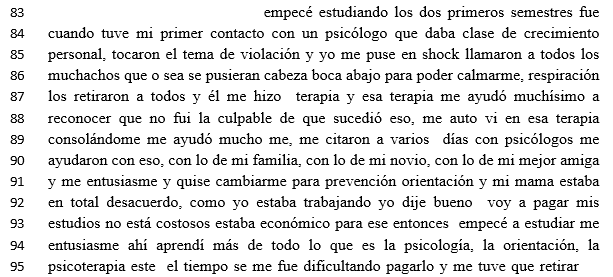 83 empecé estudiando los dos primeros semestres fue
84 cuando tuve mi primer contacto con un psicólogo que daba clase de crecimiento
85 personal, tocaron el tema de violación y yo me puse en shock llamaron a todos los
86 muchachos que o sea se pusieran cabeza boca abajo para poder calmarme, respiración
87 los retiraron a todos y él me hizo terapia y esa terapia me ayudó muchísimo a
88 reconocer que no fui la culpable de que sucedió eso, me auto vi en esa terapia
89 consolándome me ayudó mucho me, me citaron a varios días con psicólogos me
90 ayudaron con eso, con lo de mi familia, con lo de mi novio, con lo de mi mejor amiga
91 y me entusiasme y quise cambiarme para prevención orientación y mi mama estaba
92 en total desacuerdo, como yo estaba trabajando yo dije bueno voy a pagar mis
93 estudios no está costosos estaba económico para ese entonces empecé a estudiar me
94 entusiasme ahí aprendí más de todo lo que es la psicología, la orientación, la
95 psicoterapia este el tiempo se me fue dificultando pagarlo y me tuve que retirar